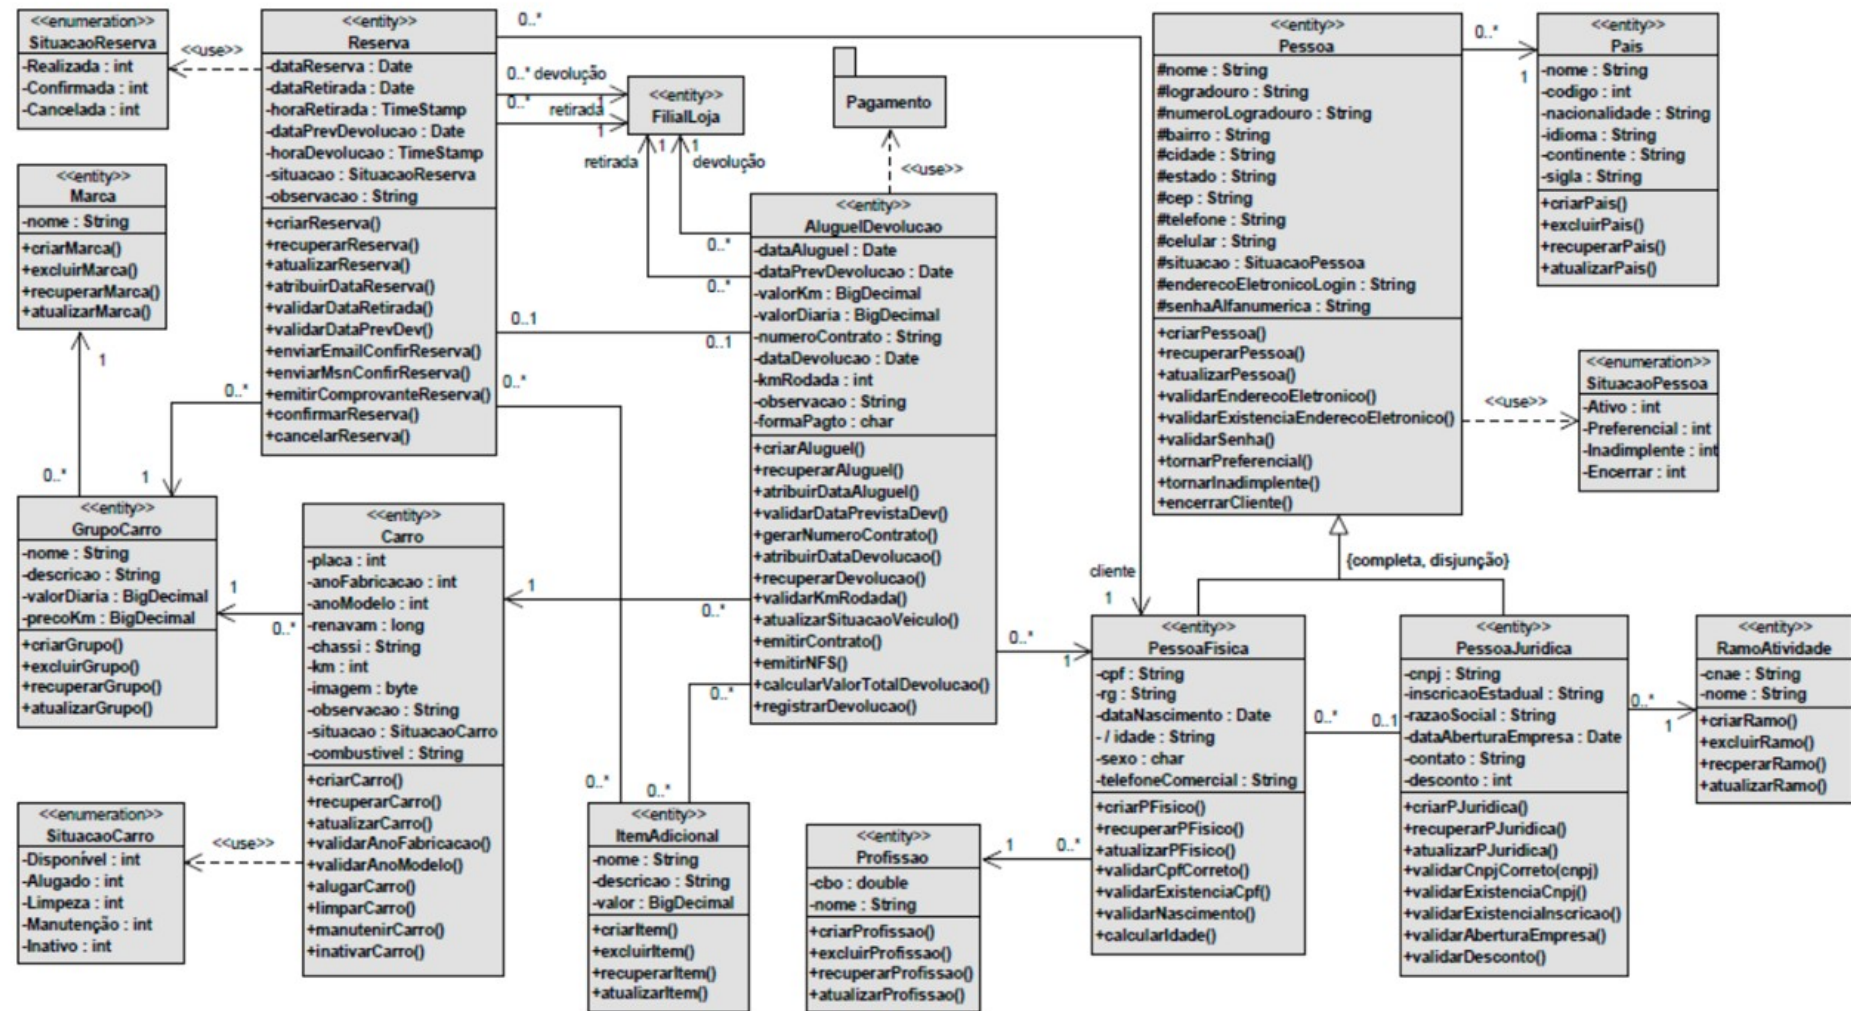 <<enumeration>>
SituacaoReserva
-Realizada : int
-Confirmada : int
-Cancelada : int
<<use>>
<<entity>>
Reserva
-dataReserva : Date
-dataRetirada : Date
-horaRetirada : TimeStamp
-dataPrevDevolucao : Date
-horaDevolucao : TimeStamp
-situacao : SituacaoReserva
-observacao : String
+criarReserva()
+recuperarReserva()
+atualizarReserva()
+atribuirDataReserva()
+validarDataRetirada()
+validarDataPrevDev()
+enviarEmailConfirReserva()
+enviarMsnConfirReserva()
+emitirComprovanteReserva()
+confirmarReserva()
+cancelarReserva()
0..*
0..* devolução
1
0..*
retirada
1
<<entity>>
FilialLoja
retirada
1
1
devolução
Pagamento
<<use>>
<<entity>>
Pessoa
#nome : String
#logradouro : String
#numeroLogradouro : String
#bairro : String
#cidade : String
#estado : String
#cep : String
#telefone : String
#celular : String
#situacao : SituacaoPessoa
#enderecoEletronicoLogin : String
#senhaAlfanumerica : String
+criarPessoa()
+recuperarPessoa()
+atualizarPessoa()
+validarEnderecoEletronico()
+validarExistenciaEnderecoEletronico()
+validarSenha()
+tornarPreferencial()
+tornarInadimplente()
+encerrarCliente()
0..*
1
<<entity>>
Pais
-nome : String
-codigo : int
-nacionalidade : String
-idioma : String
-continente : String
-sigla : String
+criarPais()
+excluirPais()
+recuperarPais()
+atualizarPais()
<<use>>
<<enumeration>>
SituacaoPessoa
-Ativo : int
-Preferencial : int
-Inadimplente : int
-Encerrar : int
<<entity>>
Marca
-nome : String
+criarMarca()
+excluirMarca()
+recuperarMarca()
+atualizarMarca()
1
0..*
0..*
1
0..1
0..1
0..*
0..*
0..*
<<entity>>
AluguelDevolucao
-dataAluguel : Date
-dataPrevDevolucao : Date
-valorKm : BigDecimal
-valorDiaria : BigDecimal
-numeroContrato : String
-dataDevolucao : Date
-kmRodada : int
-observacao : String
-formaPagto : char
+criarAluguel()
+recuperarAluguel()
+atribuirDataAluguel()
+validarDataPrevistaDev()
+gerarNumeroContrato()
+atribuirDataDevolucao()
+recuperarDevolucao()
+validarKmRodada()
+atualizarSituacaoVeiculo()
+emitirContrato()
+emitirNFS()
+calcularValorTotalDevolucao()
+registrarDevolucao()
<<entity>>
GrupoCarro
-nome : String
-descricao : String
-valorDiaria : BigDecimal
-precoKm : BigDecimal
+criarGrupo()
+excluirGrupo()
+recuperarGrupo()
+atualizarGrupo()
1
0..*
<<entity>>
Carro
-placa : int
-anoFabricacao : int
-anoModelo : int
-renavam : long
-chassi : String
-km : int
-imagem : byte
-observacao : String
-situacao : SituacaoCarro
-combustivel : String
+criarCarro()
+recuperarCarro()
+atualizarCarro()
+validarAnoFabricacao()
+validarAnoModelo()
+alugarCarro()
+limparCarro()
+manutenirCarro()
+inativarCarro()
1
0..*
0..*
0..*
0..*
{completa, disjunção}
cliente
1
0..*
1
<<entity>>
PessoaFisica
-cpf : String
-rg : String
-dataNascimento : Date
- / idade : String
-sexo : char
-telefoneComercial : String
+criarPFisico()
+recuperarPFisico()
+atualizarPFisico()
+validarCpfCorreto()
+validarExistenciaCpf()
+validarNascimento()
+calcularIdade()
0..*
0..1
<<entity>>
PessoaJuridica
-cnpj : String
-inscricaoEstadual : String
-razaoSocial : String
-dataAberturaEmpresa : Date
-contato : String
-desconto : int
+criarPJuridica()
+recuperarPJuridica()
+atualizarPJuridica()
+validarCnpjCorreto(cnpj)
+validarExistenciaCnpj()
+validarExistenciaInscricao()
+validarAberturaEmpresa()
+validarDesconto()
0..*
1
<<entity>>
RamoAtividade
-cnae : String
-nome : String
+criarRamo()
+excluirRamo()
+recperarRamo()
+atualizarRamo()
<<enumeration>>
SituacaoCarro
-Disponível : int
-Alugado : int
-Limpeza : int
-Manutenção : int
-Inativo : int
<<use>>
<<entity>>
ItemAdicional
-nome : String
-descricao : String
-valor : BigDecimal
+criarItem()
+excluirItem()
+recuperarItem()
+atualizarItem()
<<entity>>
Profissao
-cbo : double
-nome : String
+criarProfissao()
+excluirProfissao()
+recuperarProfissao()
+atualizarProfissao()
1
0..*